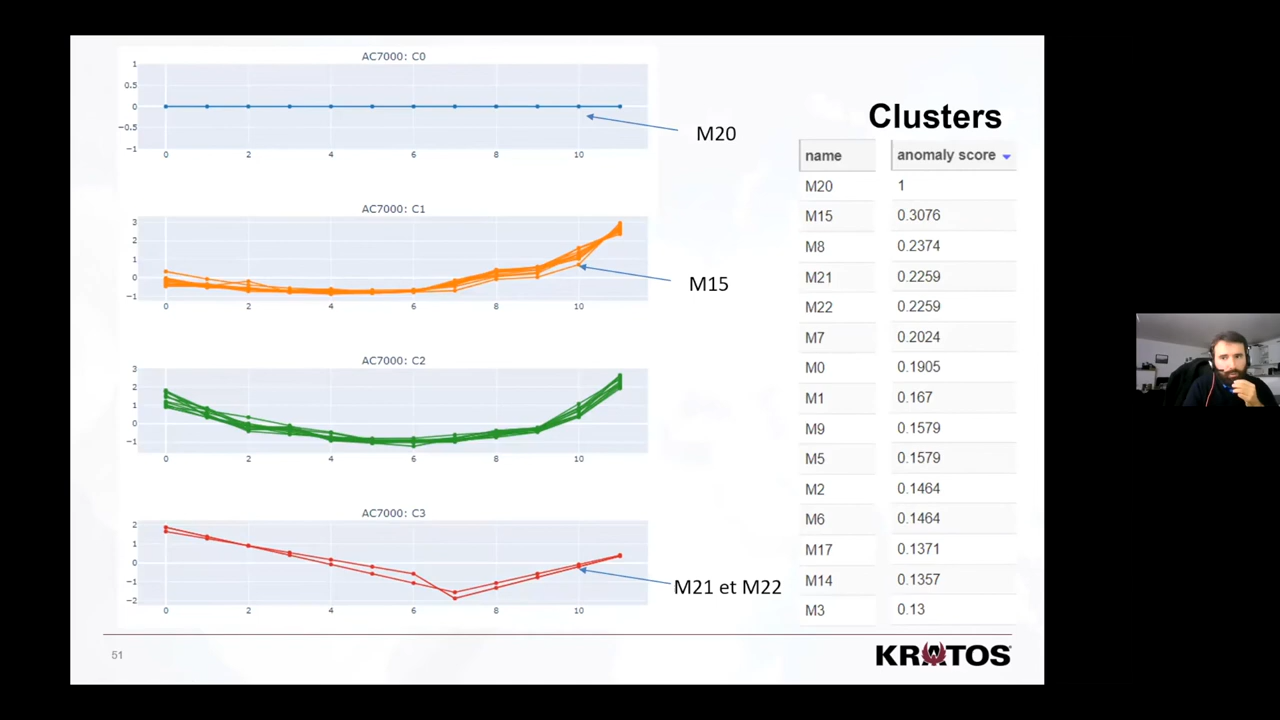 AC7000: C0
1
0.5
0
−0.5
−1
0 2 4 6 8 10
M20
AC7000: C1
3
2
1
0
−1
0 2 4 6 8 10
M15
AC7000: C2
3
2
1
0
−1
0 2 4 6 8 10
AC7000: C3
2
1
0
−1
−2
0 2 4 6 8 10
M21 et M22
Clusters
name anomaly score
M20 1
M15 0.3076
M8 0.2374
M21 0.2259
M22 0.2259
M7 0.2024
M0 0.1905
M1 0.167
M9 0.1579
M5 0.1579
M2 0.1464
M6 0.1464
M17 0.1371
M14 0.1357
M3 0.13
51
KRATOS